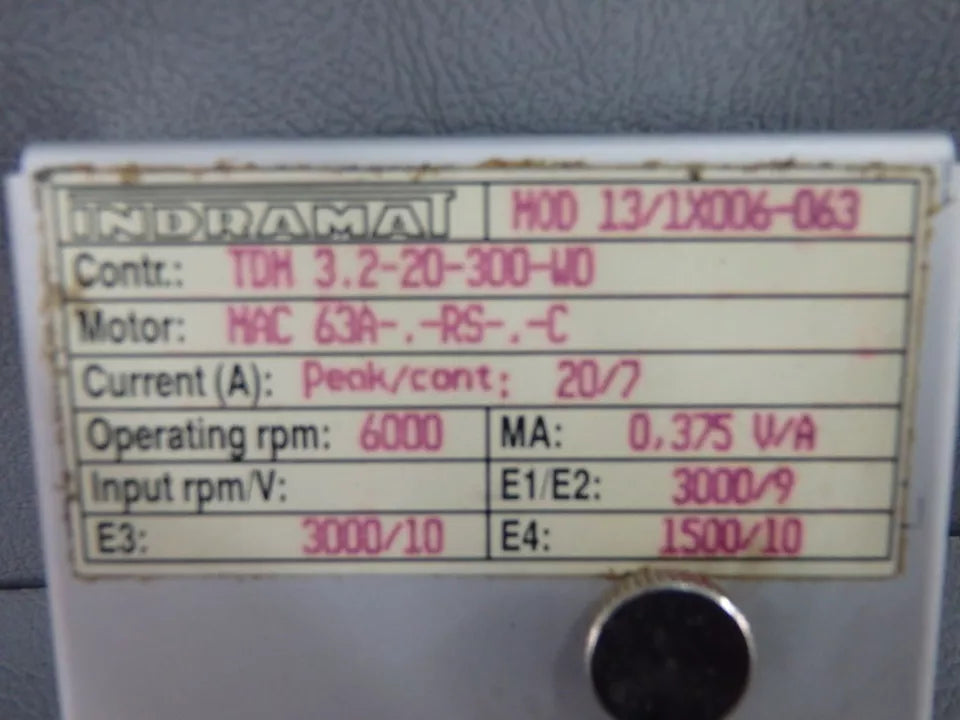 INDRAMAT MOD 13/1X006-063
Contr.: TDM 3.2-20-300-W0
Motor: MAC 63A-.-RS-.-C
Current (A): Peak/cont: 20/7
Operating rpm: 6000 MA: 0,375 V/A
Input rpm/V: E1/E2: 3000/9
E3: 3000/10 E4: 1500/10